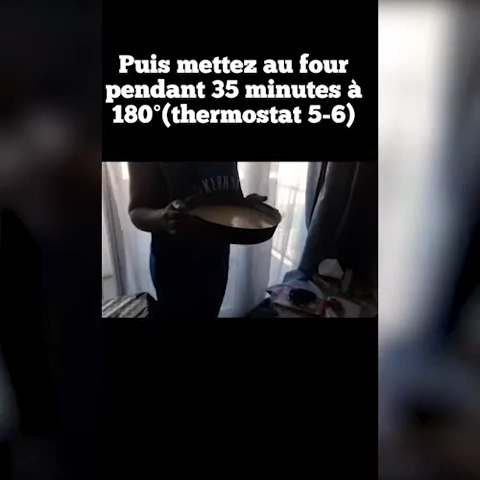 Puis mettez au four
pendant 35 minutes à
180°(thermostat 5-6)